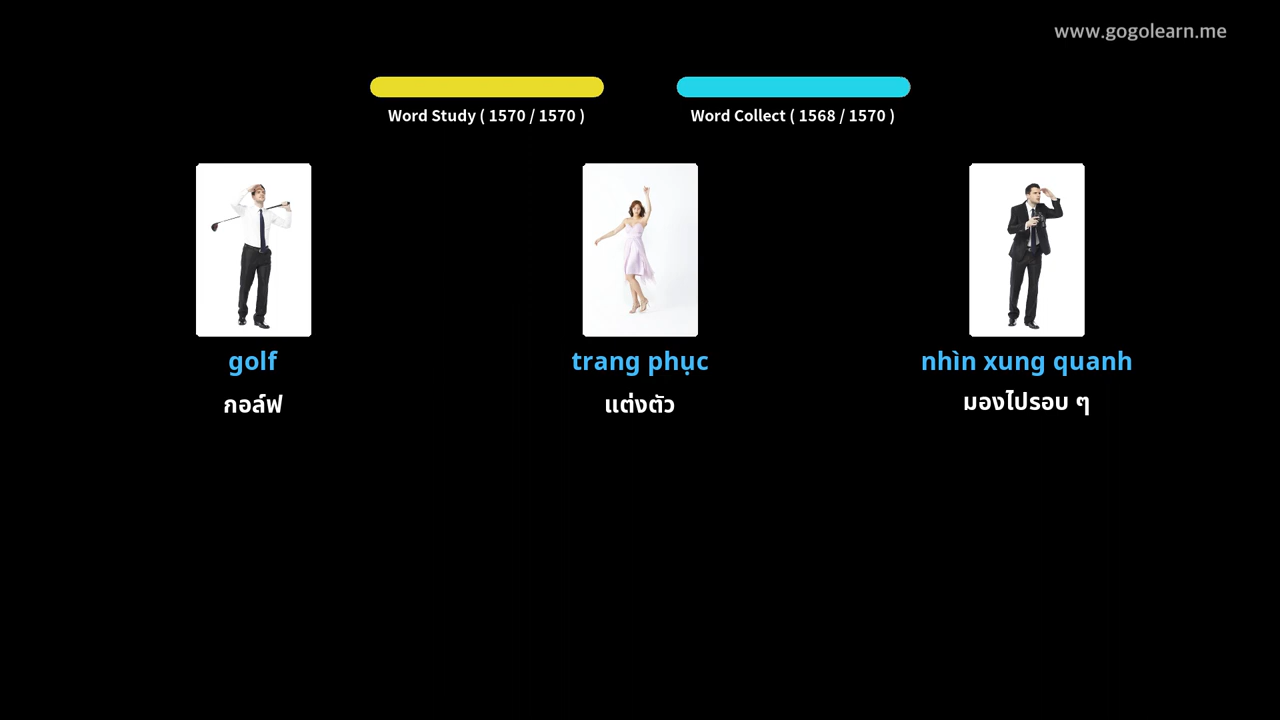 www.gogolearn.me
Word Study ( 1570 / 1570 )
Word Collect ( 1568 / 1570 )
golf
trang phục
nhìn xung quanh
กอล์ฟ
แต่งตัว
มองไปรอบ ๆ